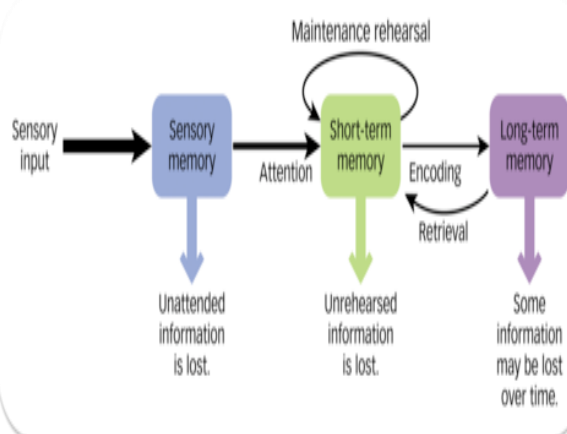 Maintenance rehearsal
Sensory
input
Sensory
memory
Attention
Short-term
memory
Encoding
Retrieval
Long-term
memory
Unattended
information
is lost.
Unrehearsed
information
is lost.
Some
information
may be lost
over time.